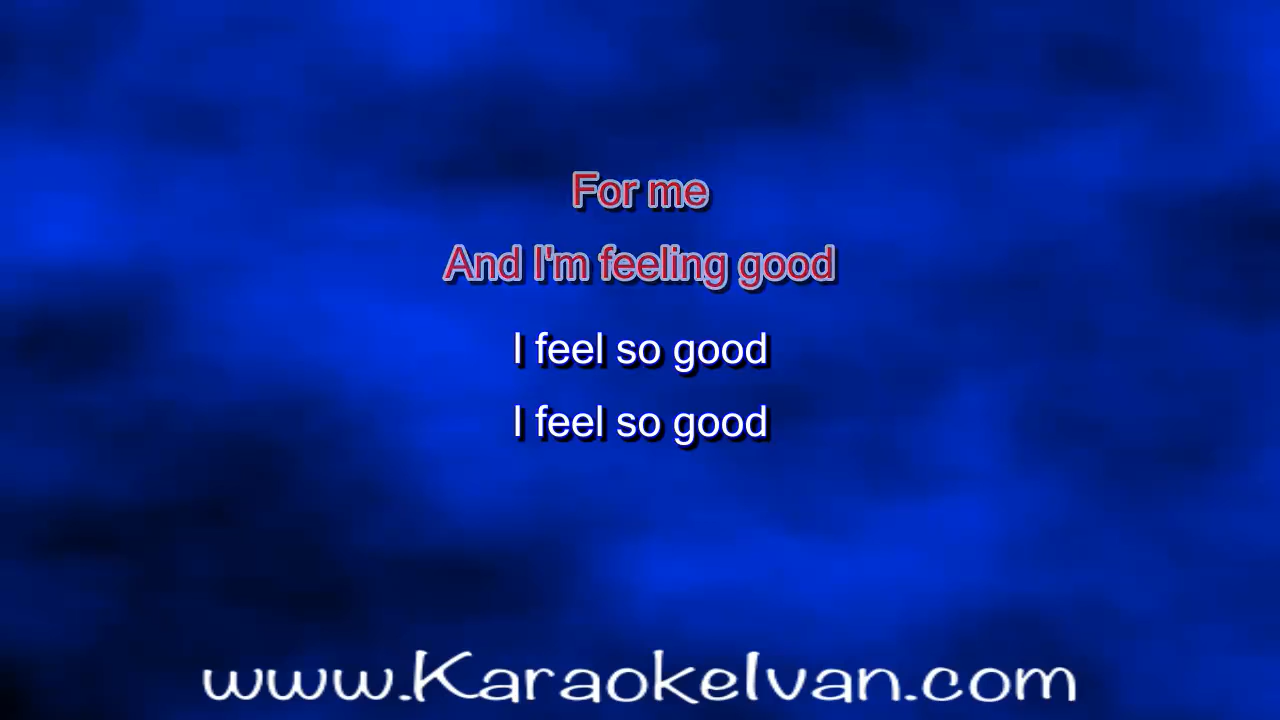 For me
And I'm feeling good
I feel so good
I feel so good
www.KaraokeIvan.com